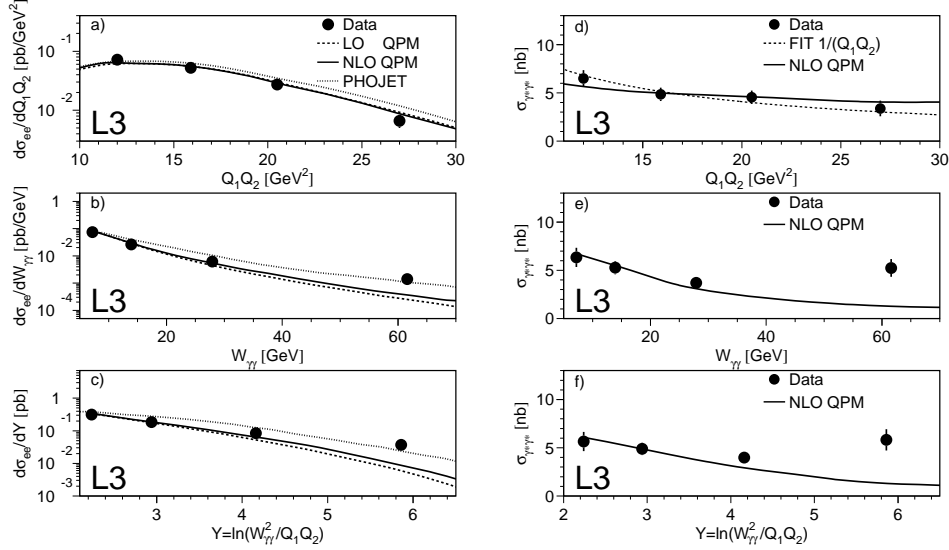 a)
Data
LO QPM
NLO QPM
PHOJET
L3
dσee/dQ1Q2 [pb/GeV²]
10 -1
10 -2
10 15 20 25 30
Q1Q2 [GeV²]
d)
Data
FIT 1/(Q1Q2)
NLO QPM
L3
σγ*γ* [nb]
10
5
0
15 20 25 30
Q1Q2 [GeV²]
b)
L3
dσee/dWγγ [pb/GeV]
1
10 -2
10 -4
10
20 40 60
Wγγ [GeV]
e)
Data
NLO QPM
L3
σγ*γ* [nb]
10
5
0
20 40 60
Wγγ [GeV]
c)
L3
dσee/dY [pb]
1
10 -1
10 -2
10 -3
10
3 4 5 6
Y=ln(W²γγ/Q1Q2)
f)
Data
NLO QPM
L3
σγ*γ* [nb]
10
5
0
2 3 4 5 6
Y=ln(W²γγ/Q1Q2)